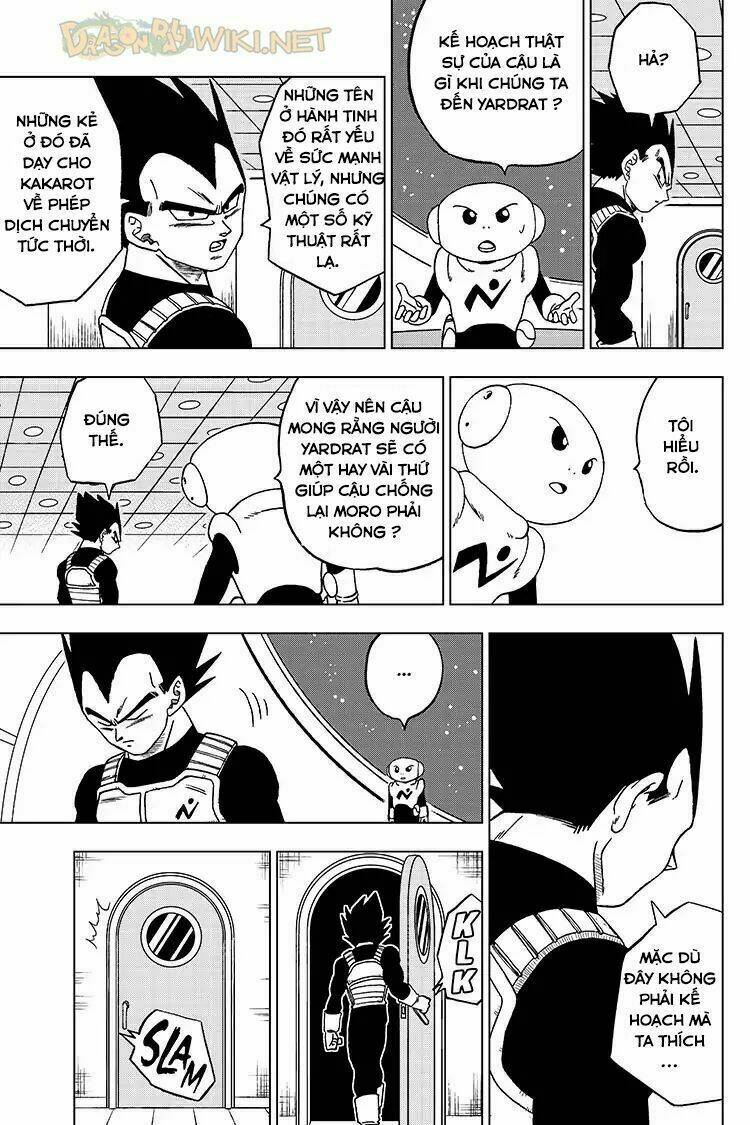 DRAGON BALL WIKI.NET
HẢ?
KẾ HOẠCH THẬT
SỰ CỦA CẬU LÀ
GÌ KHI CHÚNG TA
ĐẾN YARDRAT ?
NHỮNG TÊN
Ở HÀNH TINH
ĐÓ RẤT YẾU
VỀ SỨC MẠNH
VẬT LÝ, NHƯNG
CHÚNG CÓ
MỘT SỐ KỸ
THUẬT RẤT
LẠ.
NHỮNG KẺ
Ở ĐÓ ĐÃ
DẠY CHO
KAKAROT
VỀ PHÉP
DỊCH CHUYỂN
TỨC THỜI.
TÔI
HIỂU
RỒI.
VÌ VẬY NÊN CẬU
MONG RẰNG NGƯỜI
YARDRAT SẼ CÓ
MỘT HAY VÀI THỨ
GIÚP CẬU CHỐNG
LẠI MORO PHẢI
KHÔNG ?
ĐÚNG
THẾ.
MẶC DÙ
ĐÂY KHÔNG
PHẢI KẾ
HOẠCH MÀ
TA THÍCH
...
...
KLK
SLAM